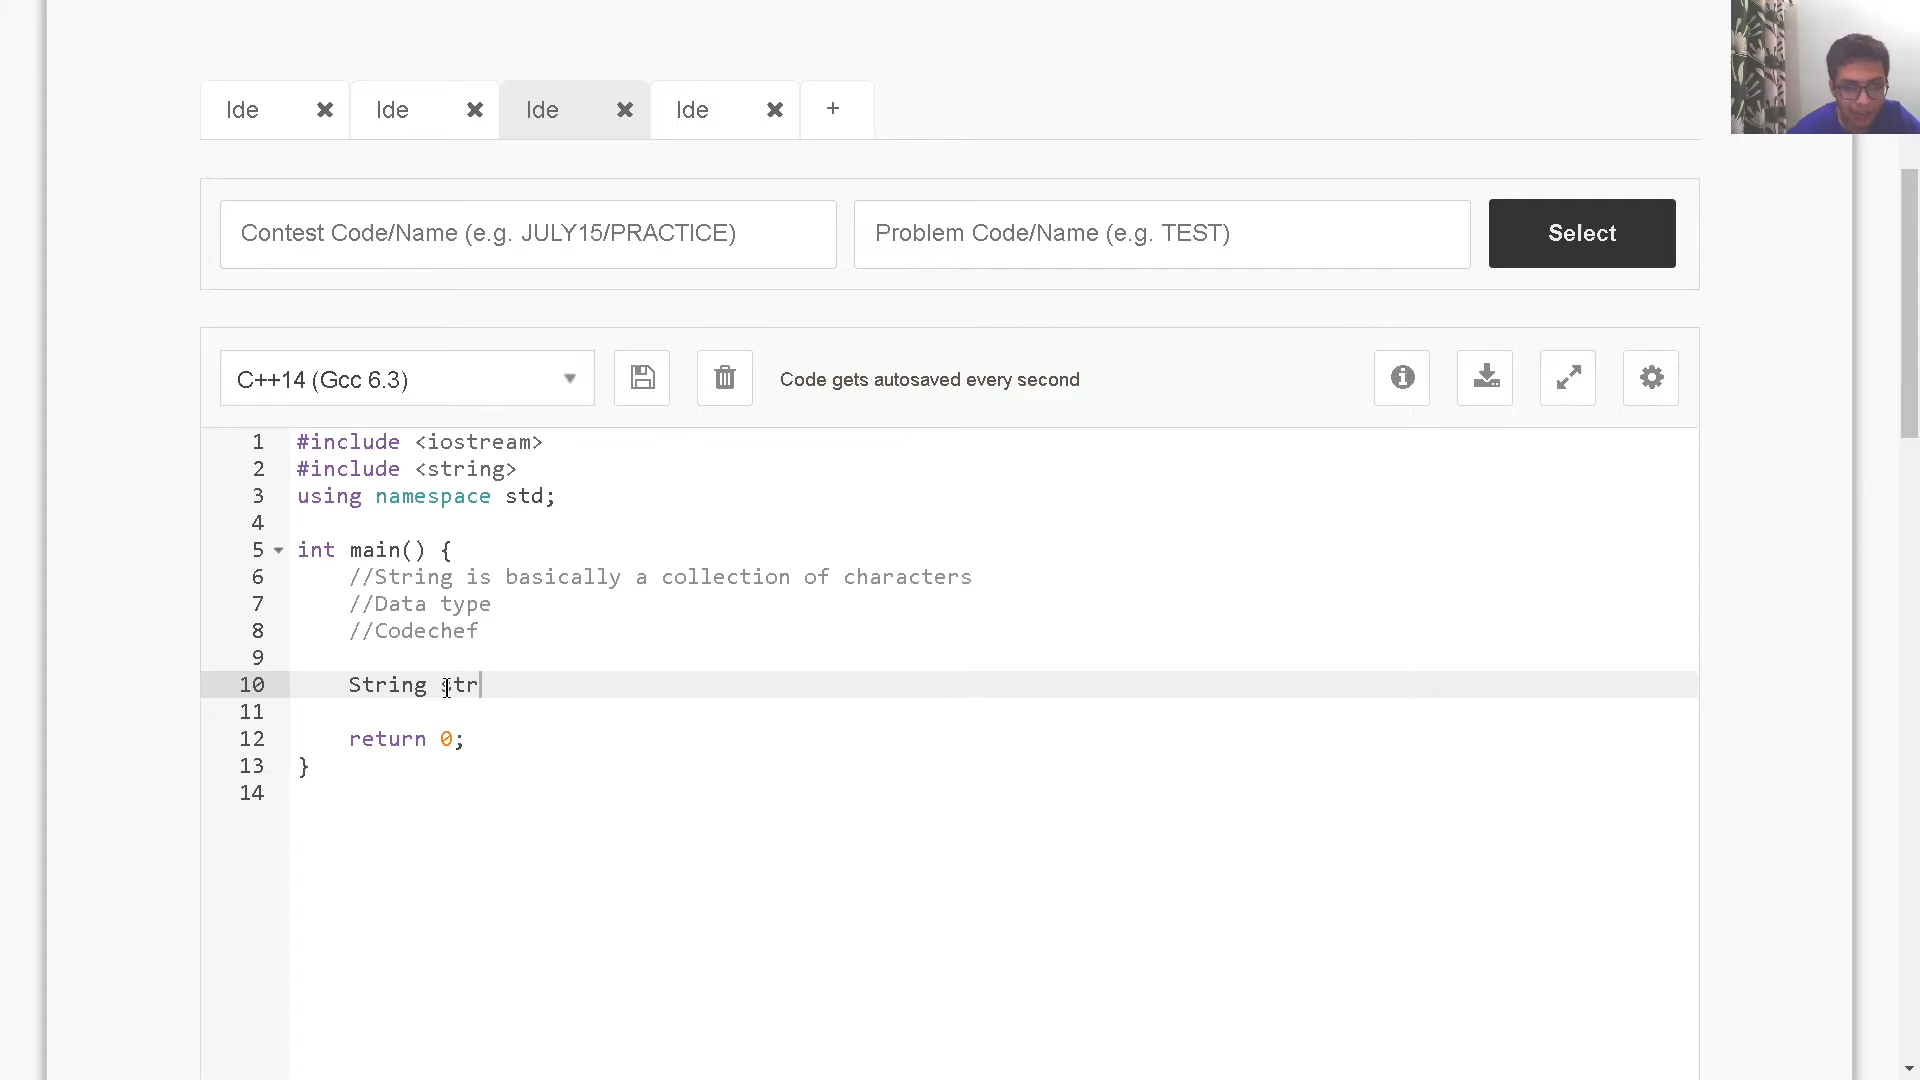 Ide ✖ Ide ✖ Ide ✖ Ide ✖ +
Contest Code/Name (e.g. JULY15/PRACTICE) Problem Code/Name (e.g. TEST) Select
C++14 (Gcc 6.3) Code gets autosaved every second
1 #include <iostream>
2 #include <string>
3 using namespace std;
4
5 int main() {
6 //String is basically a collection of characters
7 //Data type
8 //Codechef
9
10 String str
11
12 return 0;
13 }
14